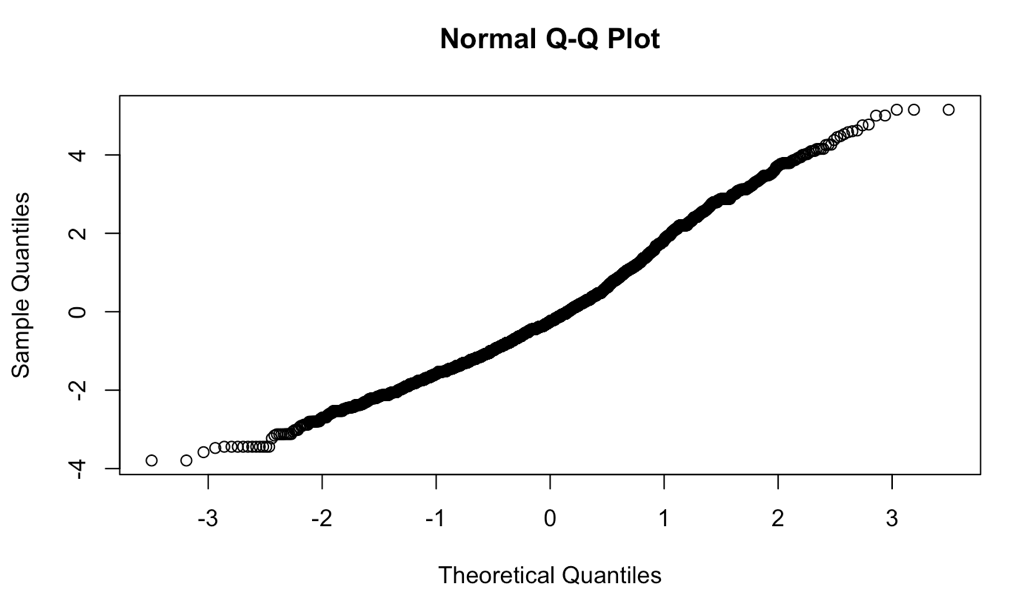 Normal Q-Q Plot
Sample Quantiles
4
2
0
-2
-4
-3 -2 -1 0 1 2 3
Theoretical Quantiles